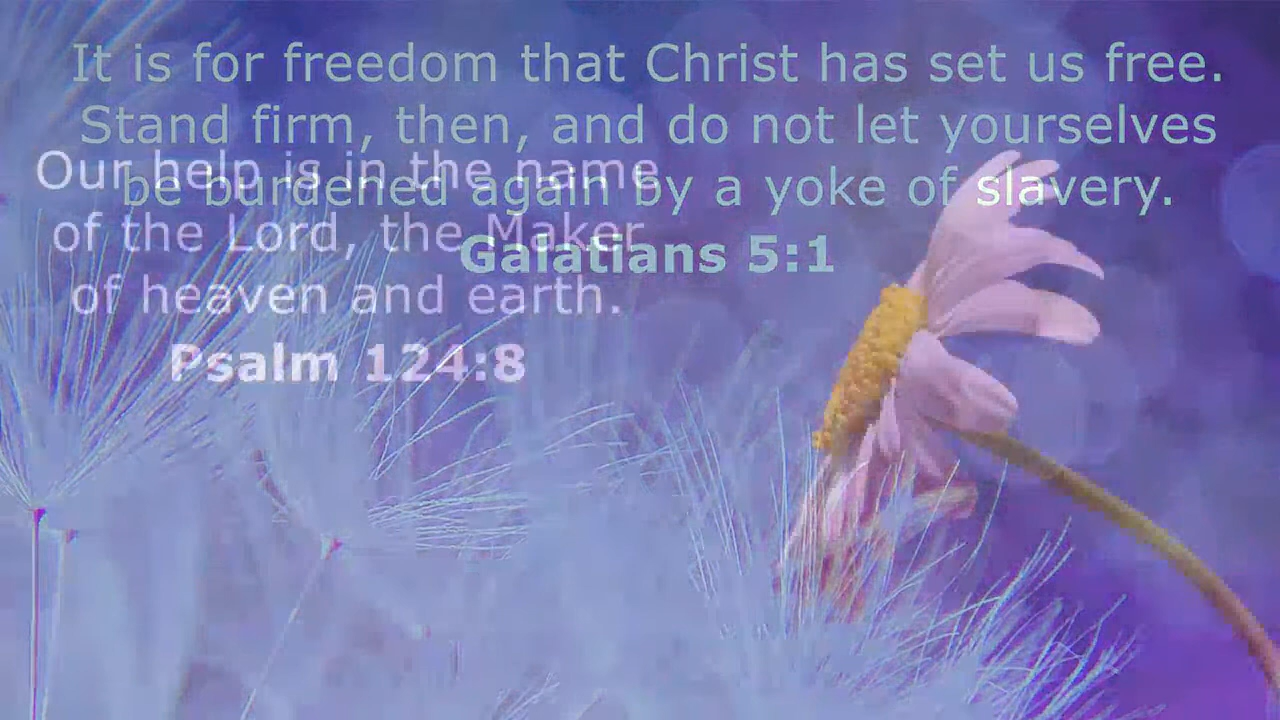 It is for freedom that Christ has set us free.
Stand firm, then, and do not let yourselves
be burdened again by a yoke of slavery.
Galatians 5:1
Our help is in the name
of the Lord, the Maker
of heaven and earth.
Psalm 124:8